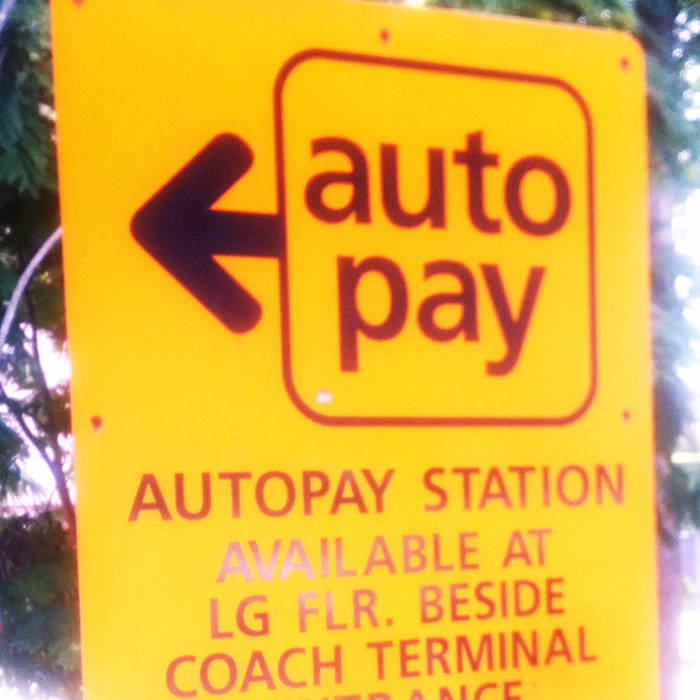 auto
pay
AUTOPAY STATION
AVAILABLE AT
LG FLR. BESIDE
COACH TERMINAL